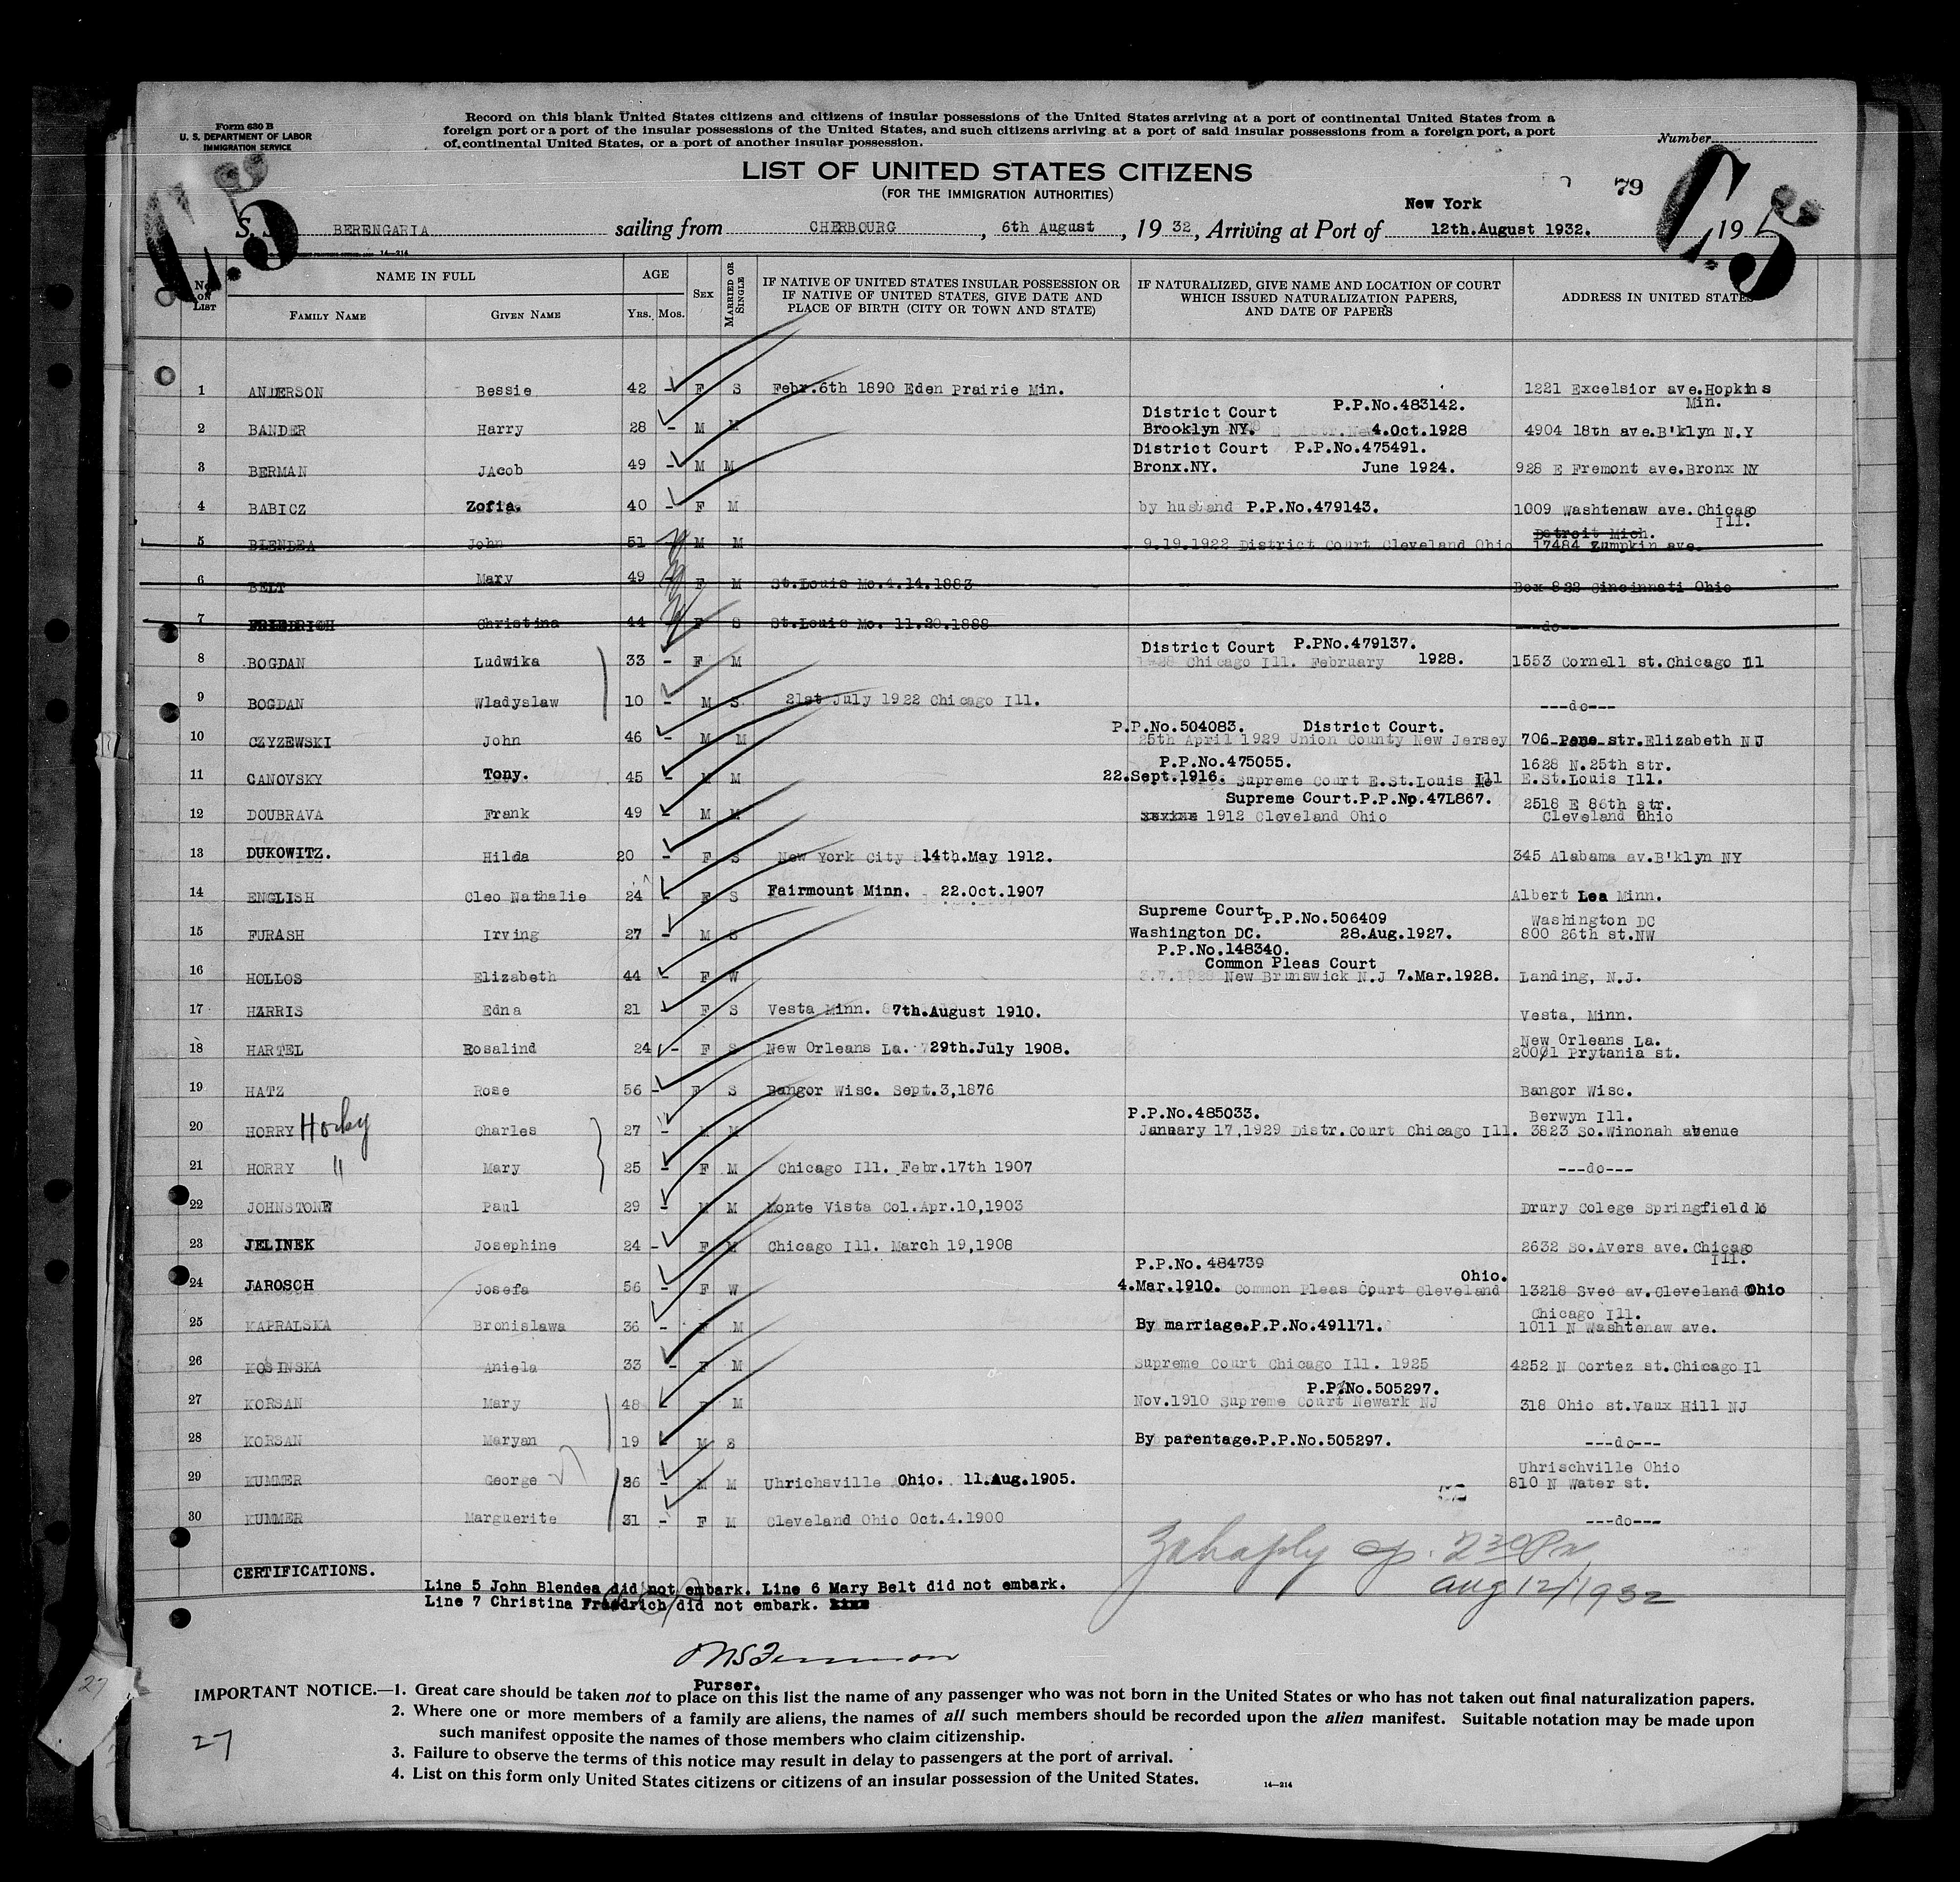 Form 630 B
U. S. DEPARTMENT OF LABOR
IMMIGRATION SERVICE
Record on this blank United States citizens and citizens of insular possessions of the United States arriving at a port of continental United States from a
foreign port or a port of the insular possessions of the United States, and such citizens arriving at a port of said insular possessions from a foreign port, a port
of continental United States, or a port of another insular possession.
Number
LIST OF UNITED STATES CITIZENS
(FOR THE IMMIGRATION AUTHORITIES)
79
C.5 C.5
New York
S. S. BERENGARIA sailing from CHERBOURG, 6th August, 19 32, Arriving at Port of 12th.August 1932. 19
14—214
No. ON LIST NAME IN FULL AGE SEX MARRIED OR SINGLE IF NATIVE OF UNITED STATES INSULAR POSSESSION OR IF NATIVE OF UNITED STATES, GIVE DATE AND PLACE OF BIRTH (CITY OR TOWN AND STATE) IF NATURALIZED, GIVE NAME AND LOCATION OF COURT WHICH ISSUED NATURALIZATION PAPERS, AND DATE OF PAPERS ADDRESS IN UNITED STATES
FAMILY NAME GIVEN NAME YRS. MOS.
1 ANDERSON Bessie 42 - F S Febr.6th 1890 Eden Prairie Min. 1221 Excelsior ave.Hopkins
Min.
District Court P.P.No.483142.
2 BANDER Harry 28 - M M Brooklyn NY. 4.Oct.1928 4904 18th ave.B'klyn N.Y
District Court P.P.No.475491.
3 BERMAN JAcob 49 - M M Bronx.NY. June 1924. 928 E Fremont ave.Bronx NY
4 BABICZ Zofia. 40 - F M by husband P.P.No.479143. 1009 Washtenaw ave.Chicago
Ill.
Detroit Mich.
5 BLENDEA John 51 - M M 9.19.1922 District Court Cleveland Ohio 17484 Zumpkin ave.
6 BELT Mary 49 - F M St.Louis Mo.4.14.1883 Box 822 Cincinnati Ohio
7 FRIEDRICH Christina 44 - F S St.Louis Mo. 11.20.1888 ---do---
District Court P.PNo.479137.
8 BOGDAN Ludwika 33 - F M 1928 Chicago Ill. February 1928. 1553 Cornell st.Chicago Ill
9 BOGDAN Wladyslaw 10 - M S. 21st July 1922 Chicago Ill. ---do---
P.P.No.504083. District Court.
10 CZYZEWSKI John 46 - M M 25th April 1929 Union County New Jersey 706 Pene str.Elizabeth NJ
P.P.No.475055. 1628 N.25th str.
11 CANOVSKY Tony. 45 - M M 22.Sept.1916. Supreme Court E.St.Louis Ill E.St.Louis Ill.
Supreme Court.P.P.No.47L867. 2518 E 86th str.
12 DOUBRAVA Frank 49 - M M 1912 Cleveland Ohio Cleveland Ohio
13 DUKOWITZ. Hilda 20 - F S New York City 14th.May 1912. 345 Alabama av.B'klyn NY
14 ENGLISH Cleo Nathalie 24 - F S Fairmount Minn. 22.Oct.1907 Albert Lea Minn.
Supreme Court P.P.No.506409 Washington DC
15 FURASH Irving 27 - M S Washington DC. 28.Aug.1927. 800 26th st.NW
P.P.No.148340.
Common Pleas Court
16 HOLLOS Elizabeth 44 - F W New Brunswick N.J 7.Mar.1928. Landing, N.J.
17 HARRIS Edna 21 - F S Vesta Minn. 7th.August 1910. Vesta, Minn.
New Orleans La.
18 HARTEL Rosalind 24 - F S New Orleans La. 29th.July 1908. 20001 Prytania st.
19 HATZ Rose 56 - F S Bangor Wisc. Sept.3,1876 Bangor Wisc.
P.P.No.485033. Berwyn Ill.
20 HORRY Horky Charles 27 - M M January 17,1929 Distr.Court Chicago Ill. 3823 So.Winonah avenue
21 HORRY " Mary 25 - F M Chicago Ill. Febr.17th 1907 ---do---
22 JOHNSTONE Paul 29 - M M Monte Vista Col.Apr.10,1903 Drury Colege Springfield Mo
23 JELINEK Josephine 24 - F M Chicago Ill. March 19,1908 2632 So.Avers ave.Chicago
Ill.
P.P.No. 484739 Ohio.
24 JAROSCH Josefa 56 - F W 4.Mar.1910. Common Pleas Court Cleveland 13218 Svec av.Cleveland Ohio
Chicago Ill.
25 KAPRALSKA Bronislawa 36 - F M By marriage.P.P.No.491171. 1011 N Washtenaw ave.
26 KOSINSKA Aniela 33 - F M Supreme Court Chicago Ill. 1925 4252 N Cortez st.Chicago Il
P.P.No.505297.
27 KORSAN Mary 48 - F M Nov.1910 Supreme Court Newark NJ 318 Ohio st.Vaux Hill NJ
28 KORSAN Maryan 19 - M S By parentage.P.P.No.505297. ---do---
Uhrischville Ohio
29 KUMMER George 26 - M M Uhrichsville Ohio. 11.Aug.1905. 810 N Water st.
30 KUMMER Marguerite 31 - F M Cleveland Ohio Oct.4.1900 ---do---
230 Pm
Aug 12/1932
CERTIFICATIONS.
Line 5 John Blendea did not embark. Line 6 Mary Belt did not embark.
Line 7 Christina Friedrich did not embark.
Purser.
IMPORTANT NOTICE.—1. Great care should be taken not to place on this list the name of any passenger who was not born in the United States or who has not taken out final naturalization papers.
2. Where one or more members of a family are aliens, the names of all such members should be recorded upon the alien manifest. Suitable notation may be made upon
such manifest opposite the names of those members who claim citizenship.
3. Failure to observe the terms of this notice may result in delay to passengers at the port of arrival.
4. List on this form only United States citizens or citizens of an insular possession of the United States.
14—214
27
27